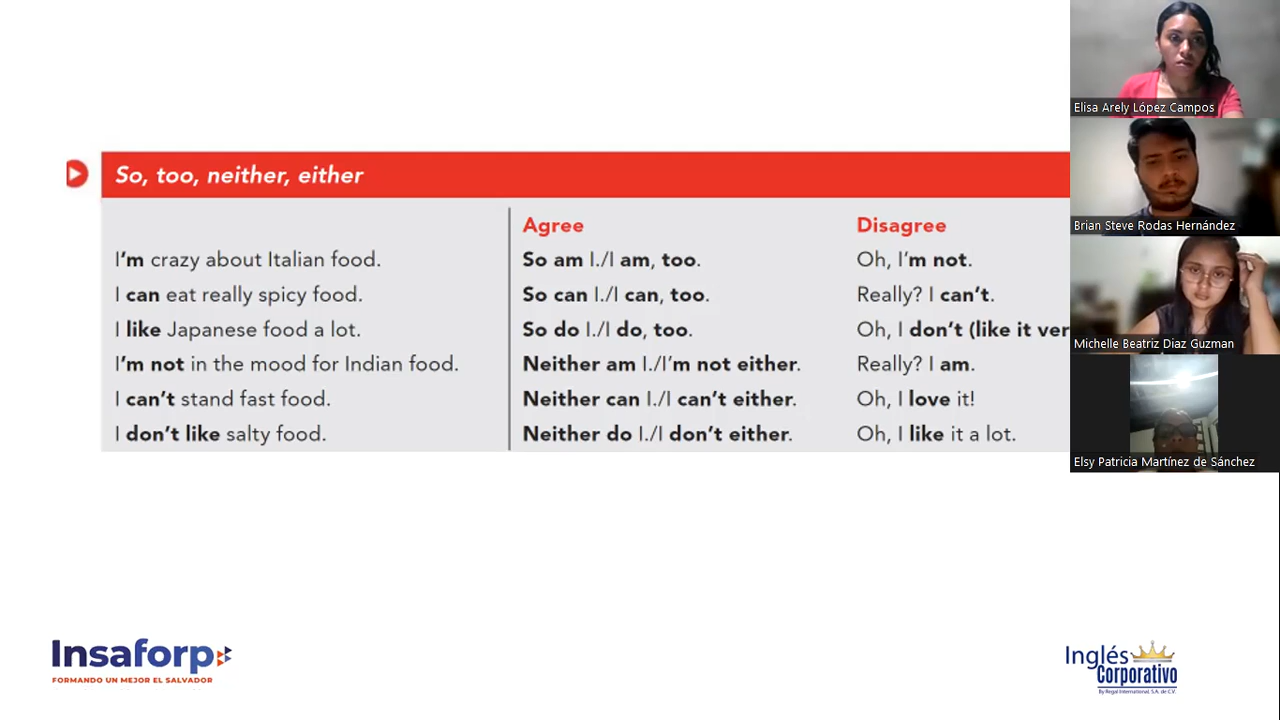 So, too, neither, either
Agree
Disagree
I'm crazy about Italian food.
So am I./I am, too.
Oh, I'm not.
I can eat really spicy food.
So can I./I can, too.
Really? I can't.
I like Japanese food a lot.
So do I./I do, too.
Oh, I don't (like it ver
I'm not in the mood for Indian food.
Neither am I./I'm not either.
Really? I am.
I can't stand fast food.
Neither can I./I can't either.
Oh, I love it!
I don't like salty food.
Neither do I./I don't either.
Oh, I like it a lot.
Elisa Arely López Campos
Brian Steve Rodas Hernández
Michelle Beatriz Diaz Guzman
Elsy Patricia Martínez de Sánchez
Insaforp
FORMANDO UN MEJOR EL SALVADOR
Inglés
Corporativo
By Regal International, S.A. de C.V.